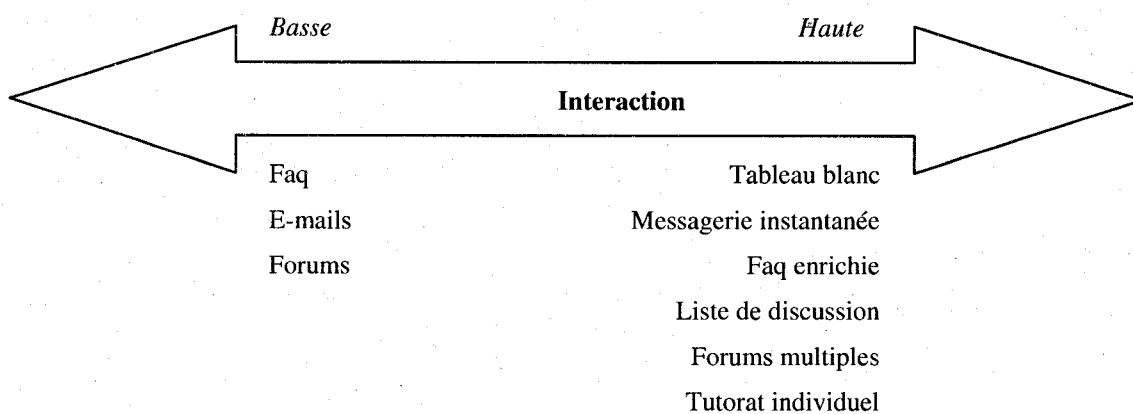 Basse Haute
Interaction
Faq Tableau blanc
E-mails Messagerie instantanée
Forums Faq enrichie
Liste de discussion
Forums multiples
Tutorat individuel